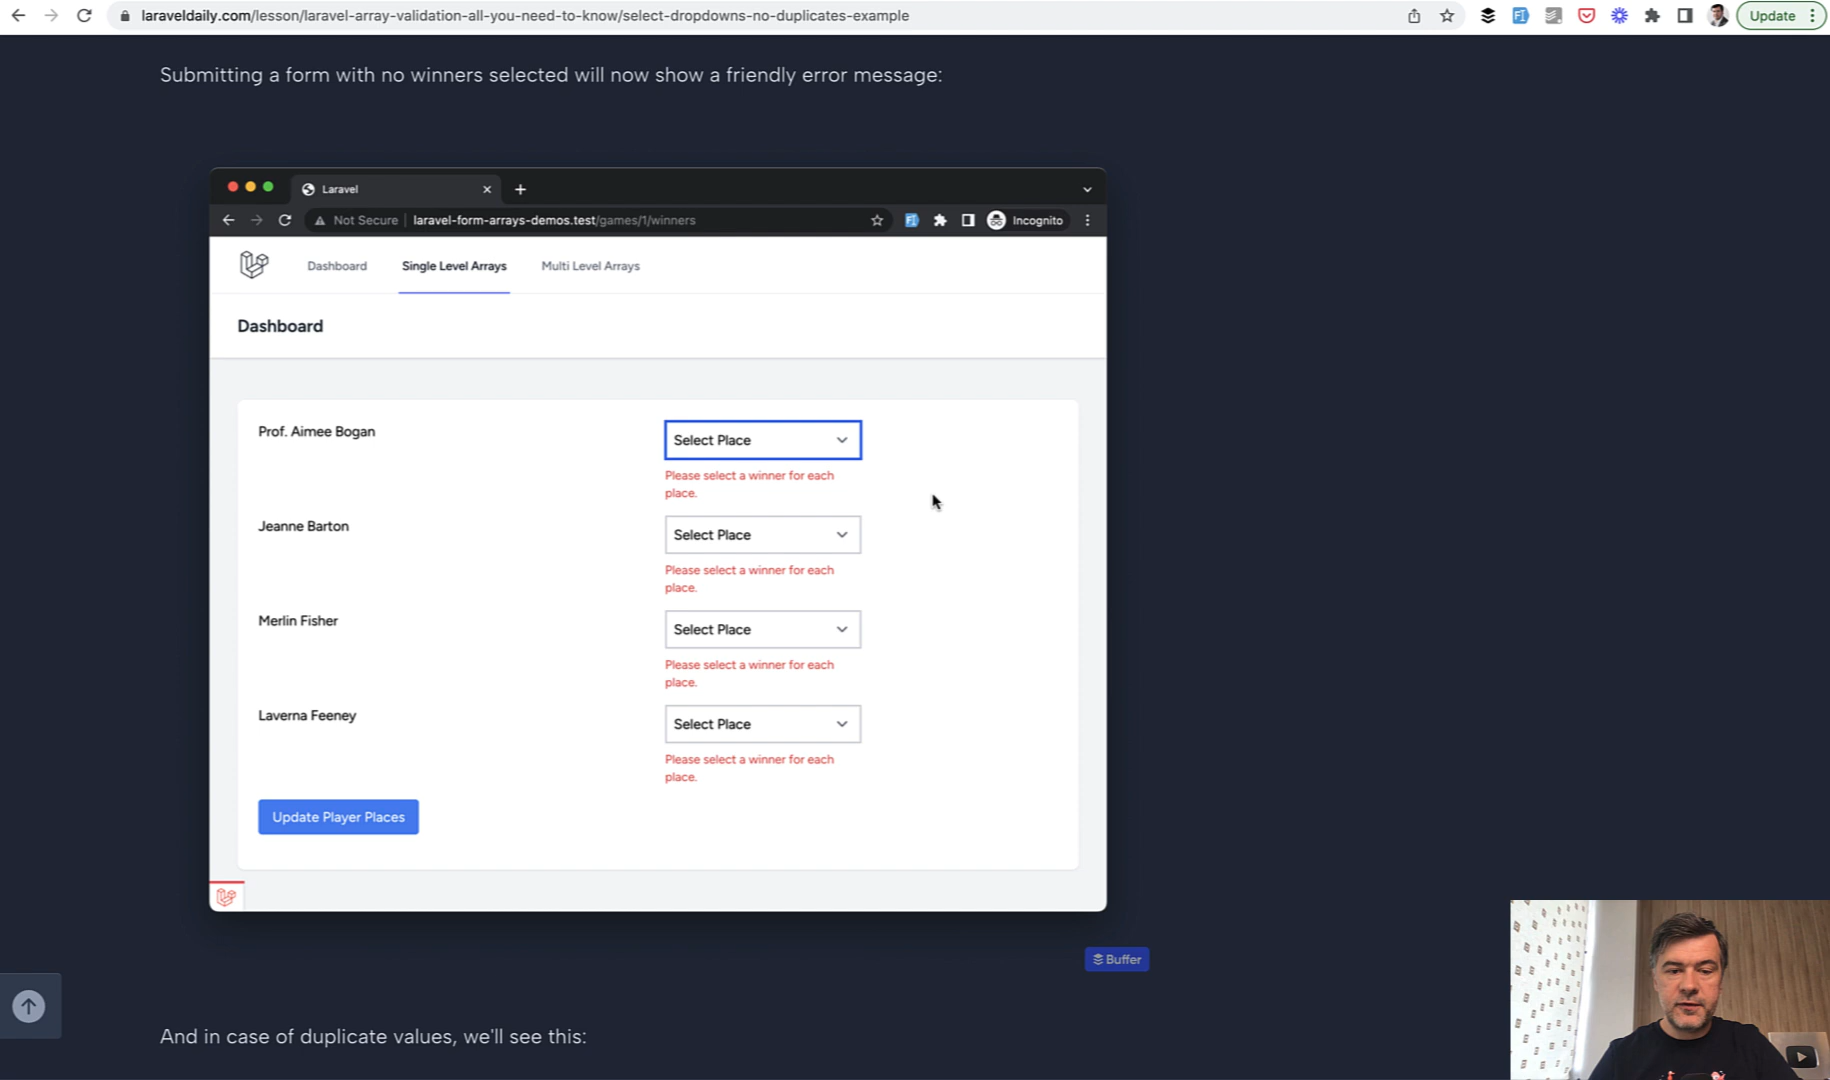 laraveldaily.com/lesson/laravel-array-validation-all-you-need-to-know/select-dropdowns-no-duplicates-example
Update
Submitting a form with no winners selected will now show a friendly error message:
Laravel
Not Secure | laravel-form-arrays-demos.test/games/1/winners
Incognito
Dashboard
Single Level Arrays
Multi Level Arrays
Dashboard
Prof. Aimee Bogan
Select Place
Please select a winner for each
place.
Jeanne Barton
Select Place
Please select a winner for each
place.
Merlin Fisher
Select Place
Please select a winner for each
place.
Laverna Feeney
Select Place
Please select a winner for each
place.
Update Player Places
Buffer
And in case of duplicate values, we'll see this: